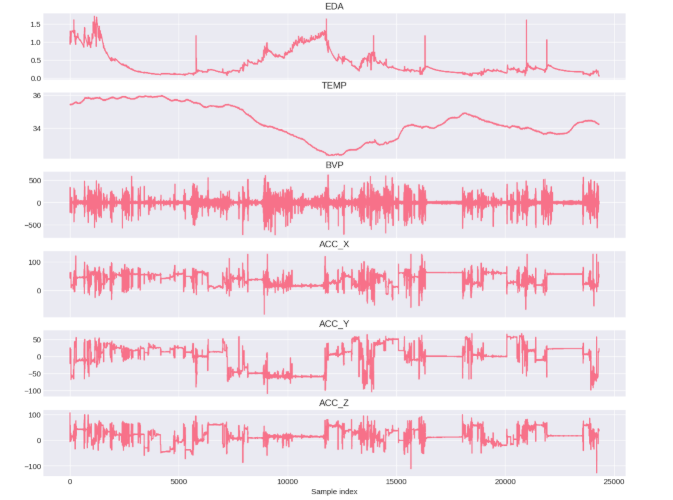 EDA
1.5
1.0
0.5
0.0
TEMP
36
34
BVP
500
0
−500
ACC_X
100
0
ACC_Y
50
0
−50
−100
ACC_Z
100
0
−100
0 5000 10000 15000 20000 25000
Sample index